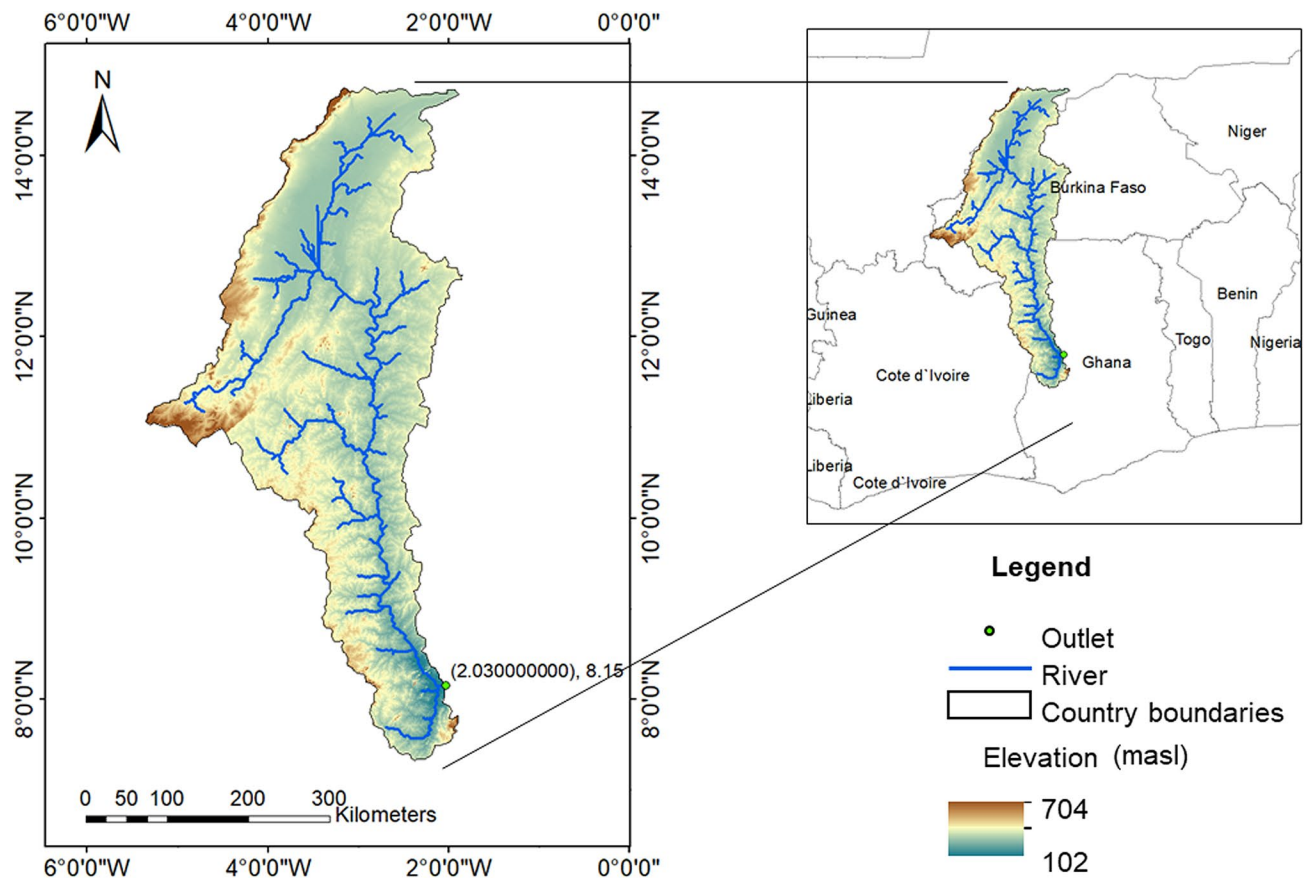 6°0'0"W 4°0'0"W 2°0'0"W 0°0'0"
N
14°0'0"N
12°0'0"N
10°0'0"N
8°0'0"N
14°0'0"N
12°0'0"N
10°0'0"N
8°0'0"N
(2.030000000), 8.15
0 50 100 200 300
Kilometers
6°0'0"W 4°0'0"W 2°0'0"W 0°0'0"
Niger
Burkina Faso
Benin
Guinea
Togo
Nigeria
Ghana
Cote d`Ivoire
Liberia
Liberia
Cote d`Ivoire
Legend
Outlet
River
Country boundaries
Elevation (masl)
704
102